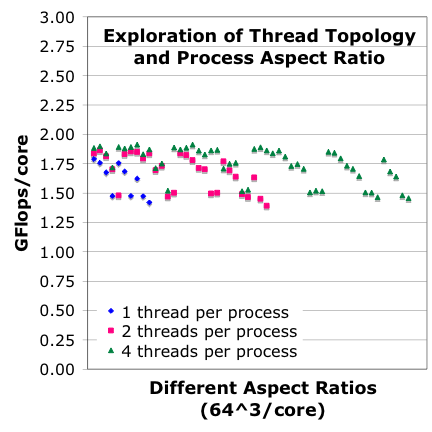 Exploration of Thread Topology
and Process Aspect Ratio
3.00
2.75
2.50
2.25
2.00
1.75
1.50
1.25
1.00
0.75
0.50
0.25
0.00
GFlops/core
1 thread per process
2 threads per process
4 threads per process
Different Aspect Ratios
(64^3/core)